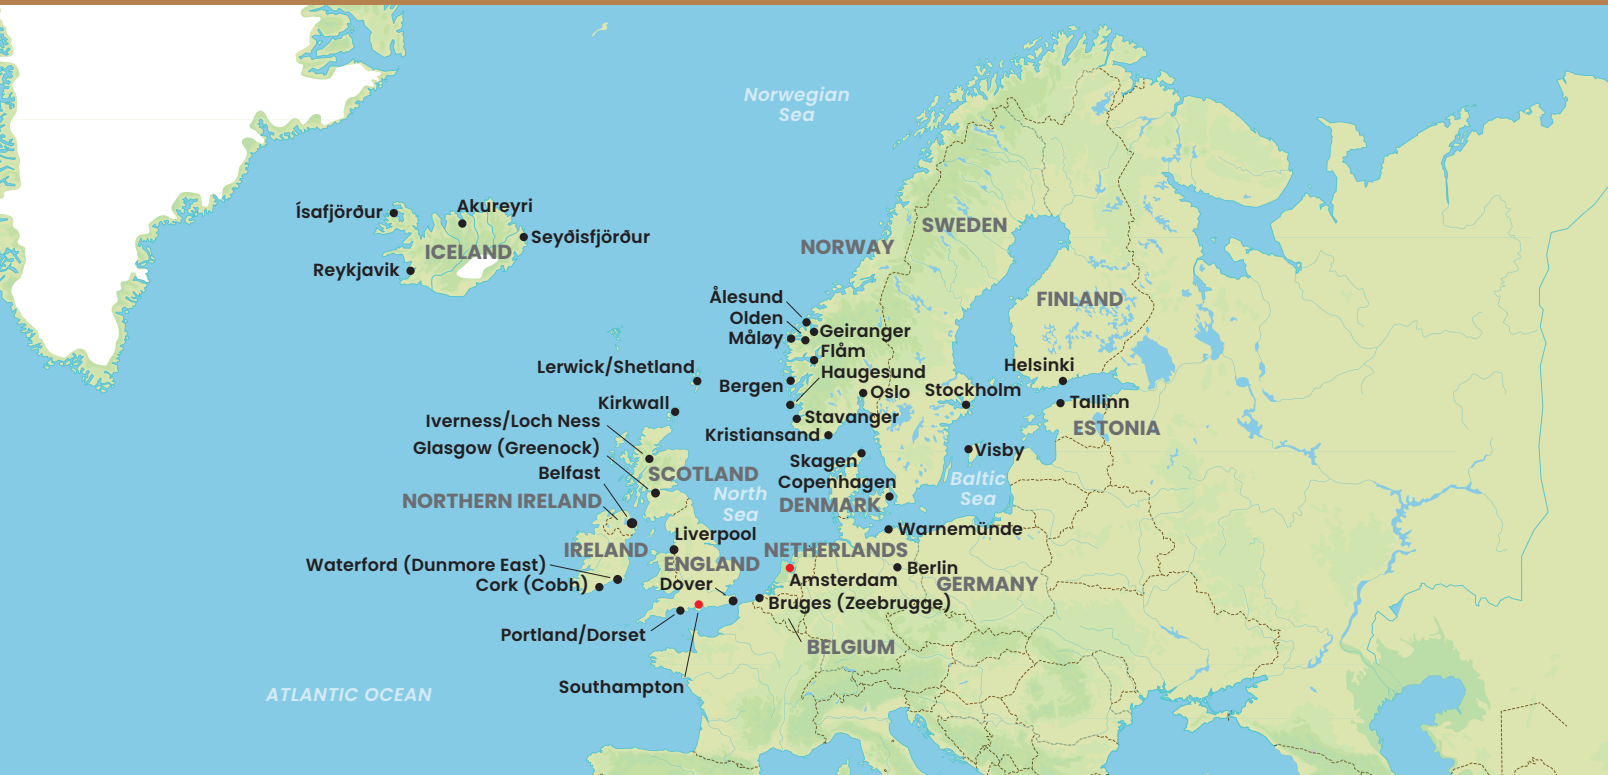 Norwegian
Sea
Akureyri
Ísafjörður
SWEDEN
Seyðisfjörður
NORWAY
ICELAND
Reykjavik
Ålesund
FINLAND
Olden
Geiranger
Måløy
Flåm
Lerwick/Shetland
Helsinki
Haugesund
Bergen
Oslo
Stockholm
Kirkwall
Tallinn
Stavanger
Iverness/Loch Ness
ESTONIA
Kristiansand
Glasgow (Greenock)
Visby
Skagen
Belfast
SCOTLAND
Baltic
Sea
Copenhagen
North
Sea
NORTHERN IRELAND
DENMARK
Warnemünde
Liverpool
IRELAND
NETHERLANDS
Waterford (Dunmore East)
ENGLAND
Berlin
Amsterdam
Cork (Cobh)
Dover
GERMANY
Bruges (Zeebrugge)
Portland/Dorset
BELGIUM
Southampton
ATLANTIC OCEAN